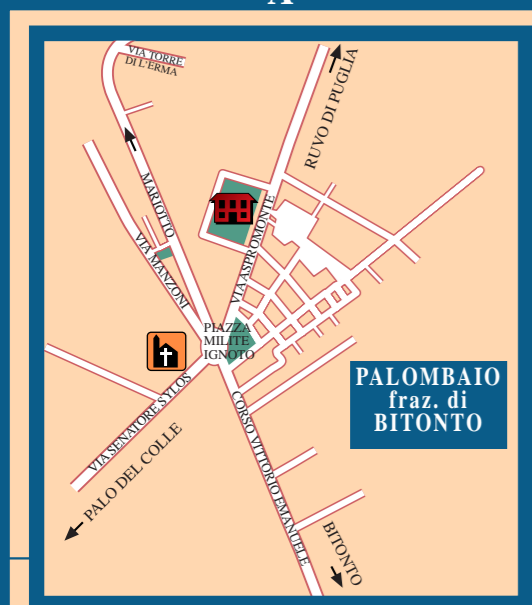 A
VIA TORRE
DI L'ERMA
RUVO DI PUGLIA
MARIOTTO
VIA MANZONI
VIA ASPROMONTE
PIAZZA
MILITE
IGNOTO
PALOMBAIO
fraz. di
BITONTO
VIA SENATORE SYLOS
PALO DEL COLLE
CORSO VITTORIO EMANUELE
BITONTO